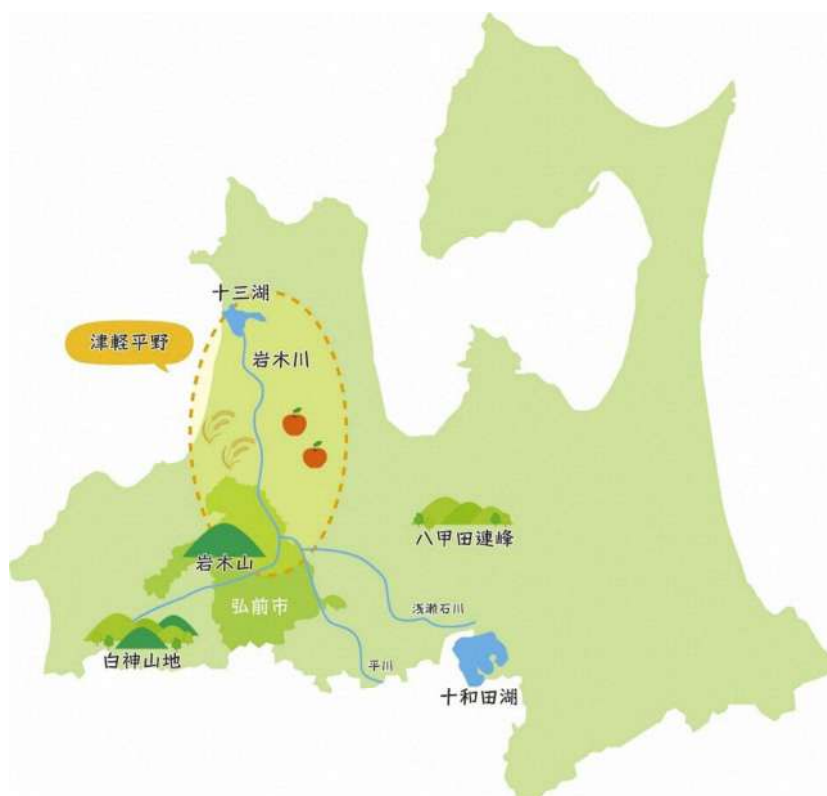 十三湖
津軽平野
岩木川
八甲田連峰
岩木山
弘前市
浅瀬石川
白神山地
平川
十和田湖